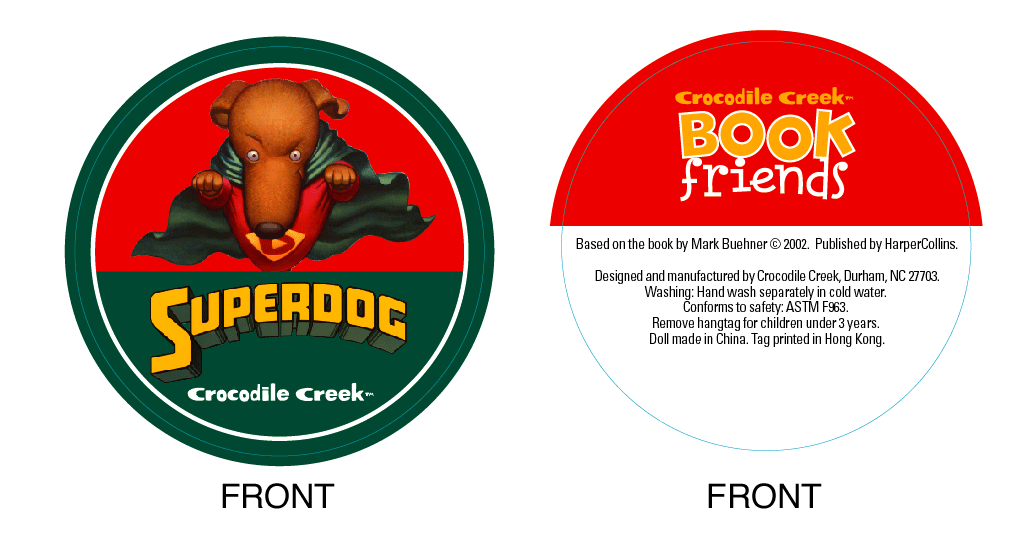 SUPERDOG
Crocodile Creek™
FRONT
Crocodile Creek™
BOOK
friends
Based on the book by Mark Buehner © 2002. Published by HarperCollins.
Designed and manufactured by Crocodile Creek, Durham, NC 27703.
Washing: Hand wash separately in cold water.
Conforms to safety: ASTM F963.
Remove hangtag for children under 3 years.
Doll made in China. Tag printed in Hong Kong.
FRONT